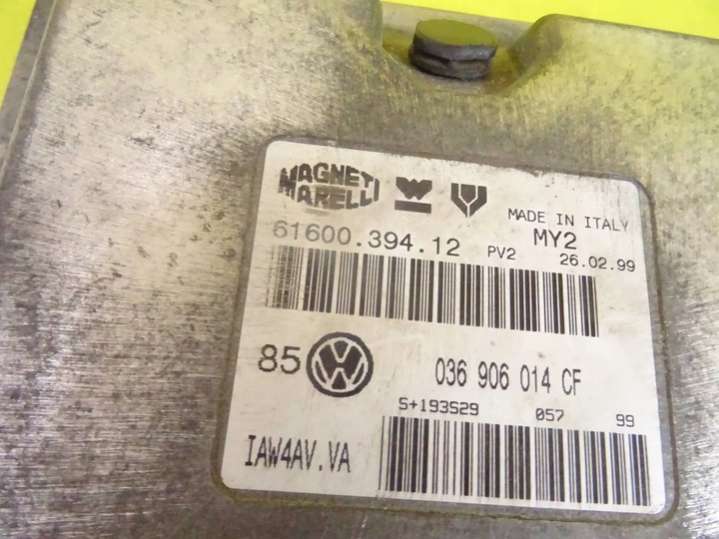 MAGNETI
MARELLI
MADE IN ITALY
61600.394.12 PV2 MY2 26.02.99
85 036 906 014 CF
S+193S29 057 99
IAW4AV.VA